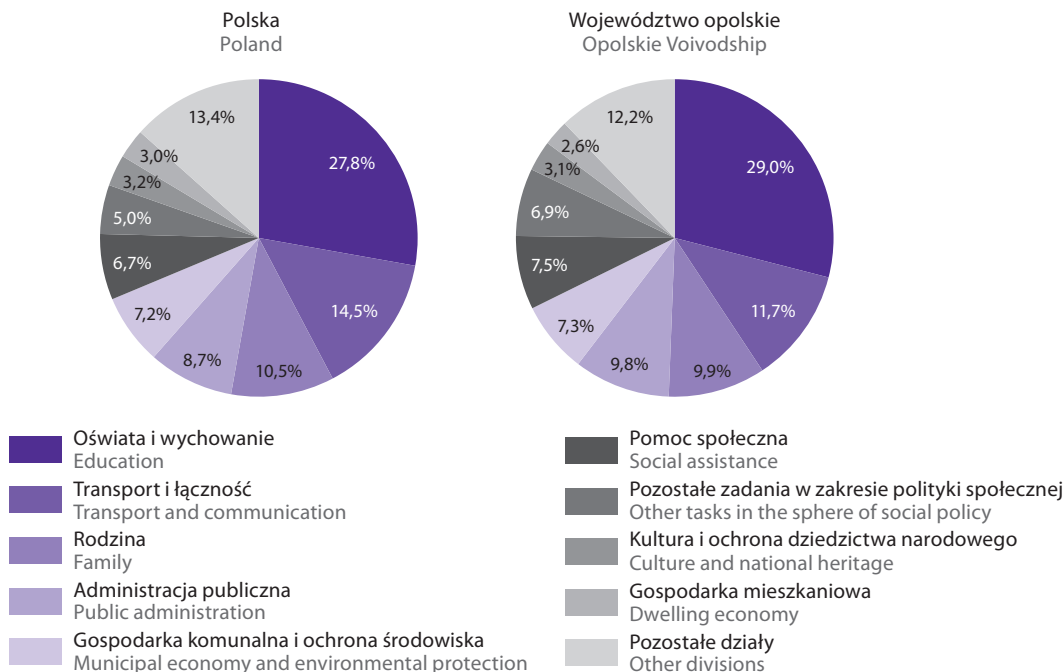 Polska
Poland
27,8%
14,5%
10,5%
8,7%
7,2%
6,7%
5,0%
3,2%
3,0%
13,4%
Województwo opolskie
Opolskie Voivodship
29,0%
11,7%
9,9%
9,8%
7,3%
7,5%
6,9%
3,1%
2,6%
12,2%
Oświata i wychowanie
Education
Transport i łączność
Transport and communication
Rodzina
Family
Administracja publiczna
Public administration
Gospodarka komunalna i ochrona środowiska
Municipal economy and environmental protection
Pomoc społeczna
Social assistance
Pozostałe zadania w zakresie polityki społecznej
Other tasks in the sphere of social policy
Kultura i ochrona dziedzictwa narodowego
Culture and national heritage
Gospodarka mieszkaniowa
Dwelling economy
Pozostałe działy
Other divisions